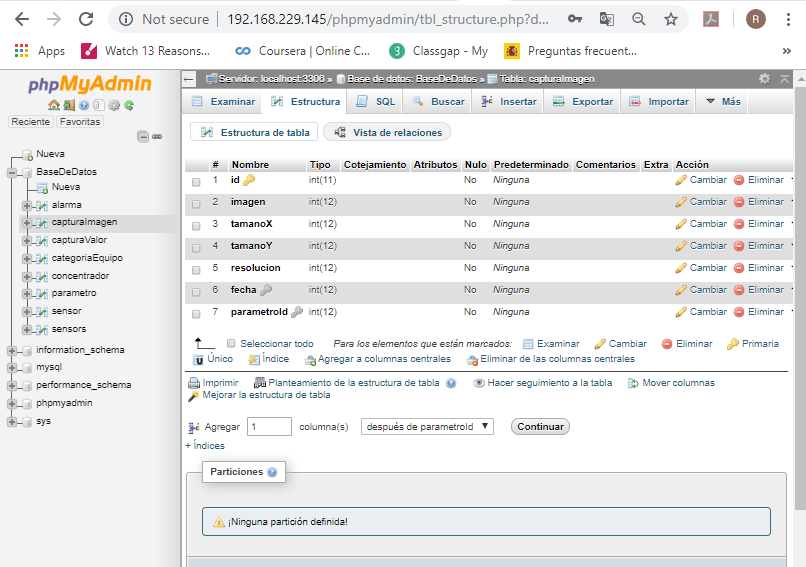 Not secure | 192.168.229.145/phpmyadmin/tbl_structure.php?d...
R
Apps Watch 13 Reasons... Coursera | Online C... 3 Classgap - My Preguntas frecuent...
phpMyAdmin
Reciente Favoritas
Nueva
BaseDeDatos
Nueva
alarma
capturaImagen
capturaValor
categoriaEquipo
concentrador
parametro
sensor
sensors
information_schema
mysql
performance_schema
phpmyadmin
sys
Servidor: localhost:3306 » Base de datos: BaseDeDatos » Tabla: capturaImagen
Examinar Estructura SQL Buscar Insertar Exportar Importar Más
Estructura de tabla Vista de relaciones
# Nombre Tipo Cotejamiento Atributos Nulo Predeterminado Comentarios Extra Acción
1 id int(11) No Ninguna Cambiar Eliminar
2 imagen int(12) No Ninguna Cambiar Eliminar
3 tamanoX int(12) No Ninguna Cambiar Eliminar
4 tamanoY int(12) No Ninguna Cambiar Eliminar
5 resolucion int(12) No Ninguna Cambiar Eliminar
6 fecha int(12) No Ninguna Cambiar Eliminar
7 parametroId int(12) No Ninguna Cambiar Eliminar
Seleccionar todo Para los elementos que están marcados: Examinar Cambiar Eliminar Primaria
Único Índice Agregar a columnas centrales Eliminar de las columnas centrales
Imprimir Planteamiento de la estructura de tabla Hacer seguimiento a la tabla Mover columnas
Mejorar la estructura de tabla
Agregar 1 columna(s) después de parametroId Continuar
+ Índices
Particiones
¡Ninguna partición definida!